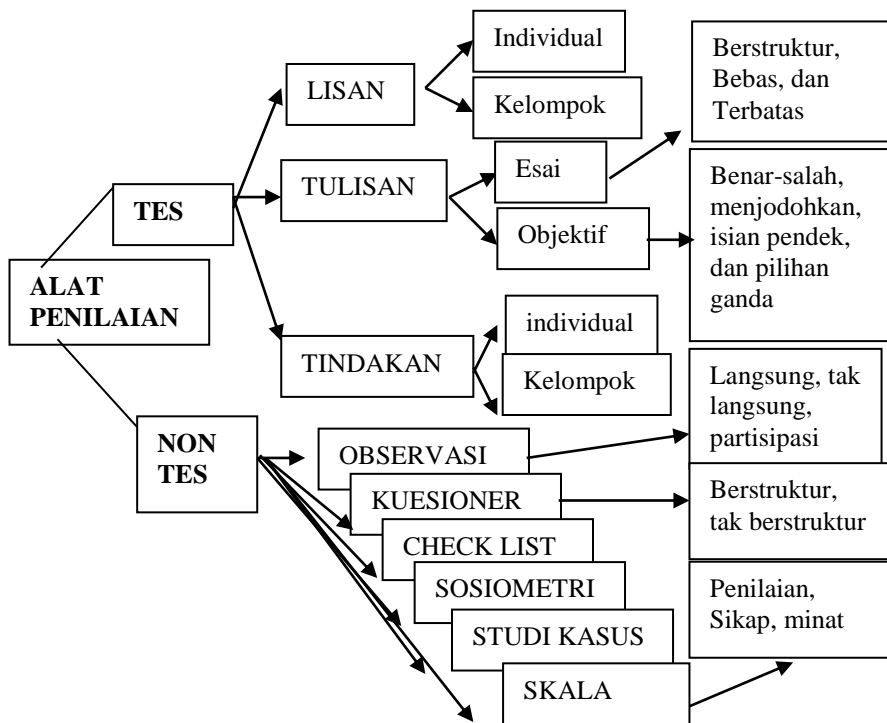 ALAT
PENILAIAN
TES
LISAN
Individual
Kelompok
TULISAN
Esai
Berstruktur,
Bebas, dan
Terbatas
Objektif
Benar-salah,
menjodohkan,
isian pendek,
dan pilihan
ganda
TINDAKAN
individual
Kelompok
NON
TES
OBSERVASI
Langsung, tak
langsung,
partisipasi
KUESIONER
Berstruktur,
tak berstruktur
CHECK LIST
SOSIOMETRI
STUDI KASUS
SKALA
Penilaian,
Sikap, minat